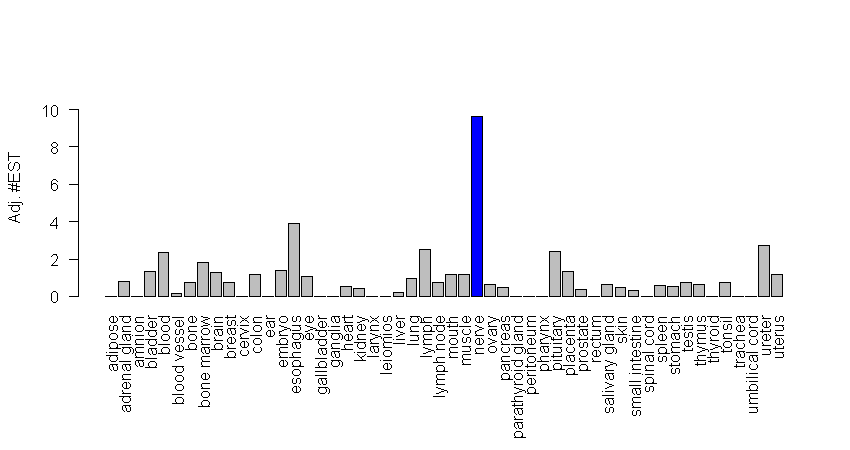 Adj. #EST
10
8
6
4
2
0
adipose
adrenal gland
amnion
bladder
blood
blood vessel
bone
bone marrow
brain
breast
cervix
colon
ear
embryo
esophagus
eye
gallbladder
ganglia
heart
kidney
larynx
leiomios
liver
lung
lymph
lymph node
mouth
muscle
nerve
ovary
pancreas
parathyroid gland
peritoneum
pharynx
pituitary
placenta
prostate
rectum
salivary gland
skin
small intestine
spinal cord
spleen
stomach
testis
thymus
thyroid
tonsil
trachea
umbilical cord
ureter
uterus